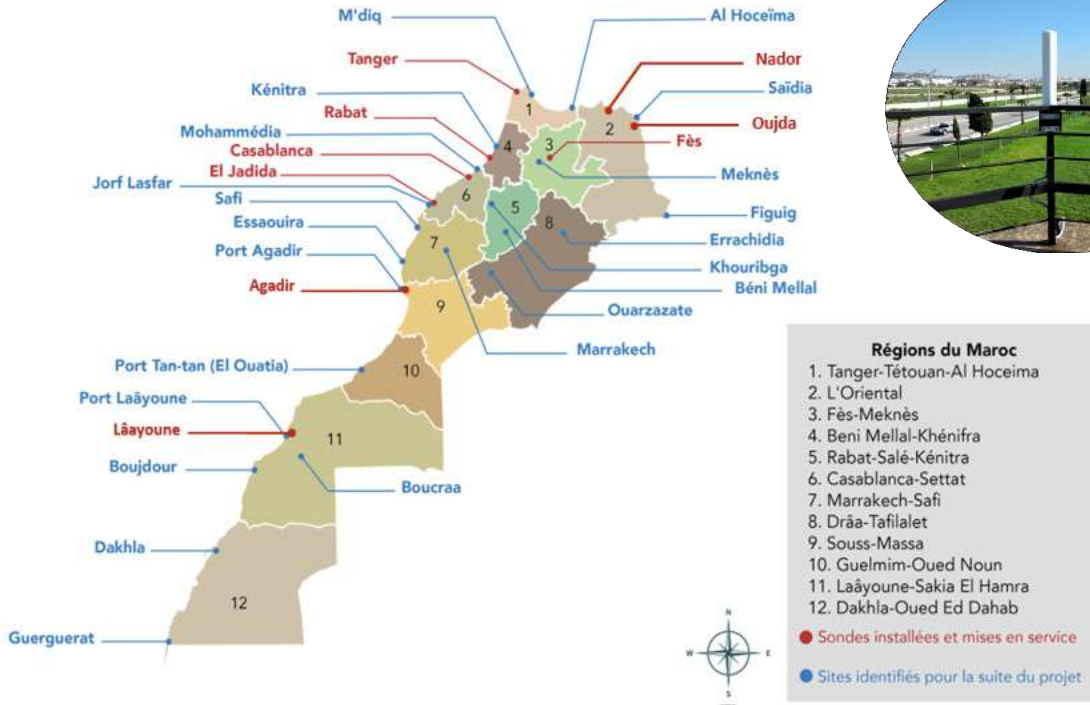 M'diq
Al Hoceïma
Tanger
Nador
Kénitra
Saïdia
Rabat
Oujda
Mohammédia
Fès
Casablanca
El Jadida
Meknès
Jorf Lasfar
Safi
Figuig
Essaouira
Errachidia
Port Agadir
Khouribga
Agadir
Béni Mellal
Ouarzazate
Marrakech
Port Tan-tan (El Ouatia)
Port Laâyoune
Lâayoune
Boujdour
Boucraa
Dakhla
Guerguerat
1
2
3
4
5
6
7
8
9
10
11
12
N
W
E
S
Régions du Maroc
1. Tanger-Tétouan-Al Hoceima
2. L'Oriental
3. Fès-Meknès
4. Beni Mellal-Khénifra
5. Rabat-Salé-Kénitra
6. Casablanca-Settat
7. Marrakech-Safi
8. Drâa-Tafilalet
9. Souss-Massa
10. Guelmim-Oued Noun
11. Laâyoune-Sakia El Hamra
12. Dakhla-Oued Ed Dahab
Sondes installées et mises en service
Sites identifiés pour la suite du projet